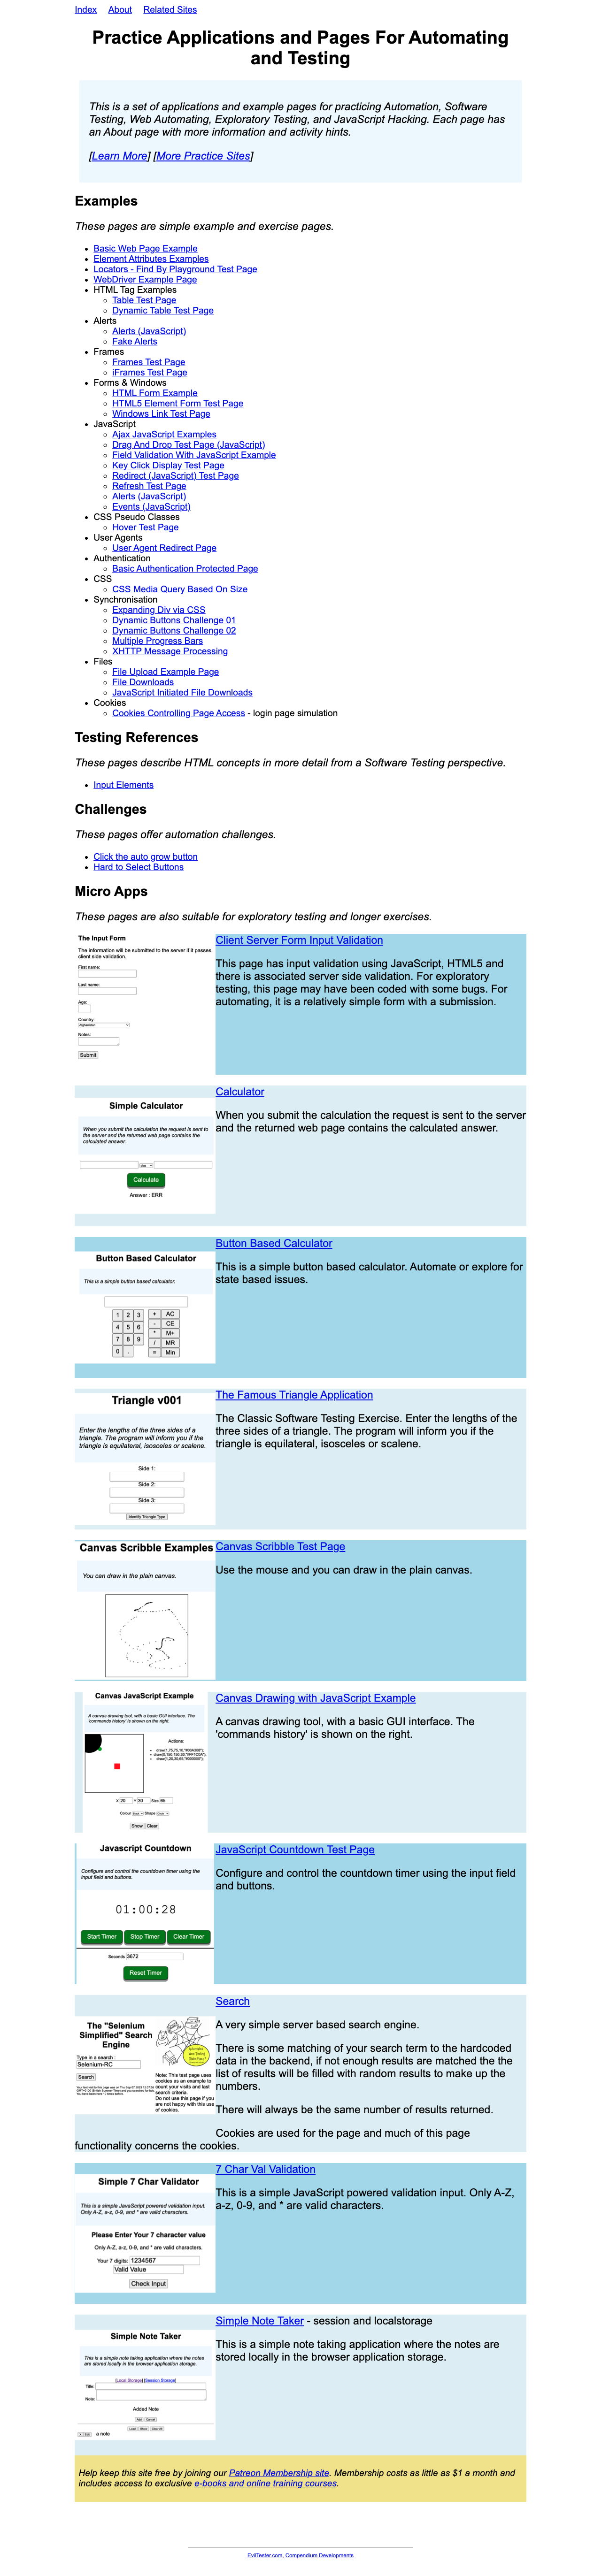 Index About Related Sites
Practice Applications and Pages For Automating
and Testing
This is a set of applications and example pages for practicing Automation, Software
Testing, Web Automating, Exploratory Testing, and JavaScript Hacking. Each page has
an About page with more information and activity hints.
[Learn More] [More Practice Sites]
Examples
These pages are simple example and exercise pages.
Basic Web Page Example
Element Attributes Examples
Locators - Find By Playground Test Page
WebDriver Example Page
HTML Tag Examples
Table Test Page
Dynamic Table Test Page
Alerts
Alerts (JavaScript)
Fake Alerts
Frames
Frames Test Page
iFrames Test Page
Forms & Windows
HTML Form Example
HTML5 Element Form Test Page
Windows Link Test Page
JavaScript
Ajax JavaScript Examples
Drag And Drop Test Page (JavaScript)
Field Validation With JavaScript Example
Key Click Display Test Page
Redirect (JavaScript) Test Page
Refresh Test Page
Alerts (JavaScript)
Events (JavaScript)
CSS Pseudo Classes
Hover Test Page
User Agents
User Agent Redirect Page
Authentication
Basic Authentication Protected Page
CSS
CSS Media Query Based On Size
Synchronisation
Expanding Div via CSS
Dynamic Buttons Challenge 01
Dynamic Buttons Challenge 02
Multiple Progress Bars
XHTTP Message Processing
Files
File Upload Example Page
File Downloads
JavaScript Initiated File Downloads
Cookies
Cookies Controlling Page Access - login page simulation
Testing References
These pages describe HTML concepts in more detail from a Software Testing perspective.
Input Elements
Challenges
These pages offer automation challenges.
Click the auto grow button
Hard to Select Buttons
Micro Apps
These pages are also suitable for exploratory testing and longer exercises.
The Input Form
The information will be submitted to the server if it passes
client side validation.
First name:
Last name:
Age:
Country:
Afghanistan
Notes:
Submit
Client Server Form Input Validation
This page has input validation using JavaScript, HTML5 and
there is associated server side validation. For exploratory
testing, this page may have been coded with some bugs. For
automating, it is a relatively simple form with a submission.
Simple Calculator
When you submit the calculation the request is sent to
the server and the returned web page contains the
calculated answer.
plus
Calculate
Answer : ERR
Calculator
When you submit the calculation the request is sent to the server
and the returned web page contains the calculated answer.
Button Based Calculator
This is a simple button based calculator.
1 2 3 + AC
4 5 6 - CE
7 8 9 * M+
/ MR
0 . = Min
Button Based Calculator
This is a simple button based calculator. Automate or explore for
state based issues.
Triangle v001
Enter the lengths of the three sides of a
triangle. The program will inform you if the
triangle is equilateral, isosceles or scalene.
Side 1:
Side 2:
Side 3:
Identify Triangle Type
The Famous Triangle Application
The Classic Software Testing Exercise. Enter the lengths of the
three sides of a triangle. The program will inform you if the
triangle is equilateral, isosceles or scalene.
Canvas Scribble Examples
You can draw in the plain canvas.
Canvas Scribble Test Page
Use the mouse and you can draw in the plain canvas.
Canvas JavaScript Example
A canvas drawing tool, with a basic GUI interface. The
'commands history' is shown on the right.
Actions:
X 20 Y 30 Size 65
Colour Shape
Show Clear
Canvas Drawing with JavaScript Example
A canvas drawing tool, with a basic GUI interface. The
'commands history' is shown on the right.
Javascript Countdown
Configure and control the countdown timer using the
input field and buttons.
01:00:28
Start Timer Stop Timer Clear Timer
Seconds 3672
Reset Timer
JavaScript Countdown Test Page
Configure and control the countdown timer using the input field
and buttons.
The "Selenium
Simplified" Search
Engine
Type in a search :
Selenium-RC
Search
Note: This test page uses
cookies as an example to
count your visits and last
search criteria.
Do not use this page if you
are not happy with this use
of cookies.
Search
A very simple server based search engine.
There is some matching of your search term to the hardcoded
data in the backend, if not enough results are matched the the
list of results will be filled with random results to make up the
numbers.
There will always be the same number of results returned.
Cookies are used for the page and much of this page
functionality concerns the cookies.
Simple 7 Char Validator
This is a simple JavaScript powered validation input.
Only A-Z, a-z, 0-9, and * are valid characters.
Please Enter Your 7 character value
Only A-Z, a-z, 0-9, and * are valid characters.
Your 7 digits: 1234567
Valid Value
Check Input
7 Char Val Validation
This is a simple JavaScript powered validation input. Only A-Z,
a-z, 0-9, and * are valid characters.
Simple Note Taker
This is a simple note taking application where the notes
are stored locally in the browser application storage.
[Local Storage] [Session Storage]
Title:
Note:
Added Note
Add Cancel
Load Show Clear All
X Edit a note
Simple Note Taker - session and localstorage
This is a simple note taking application where the notes are
stored locally in the browser application storage.
Help keep this site free by joining our Patreon Membership site. Membership costs as little as $1 a month and
includes access to exclusive e-books and online training courses.
EvilTester.com, Compendium Developments